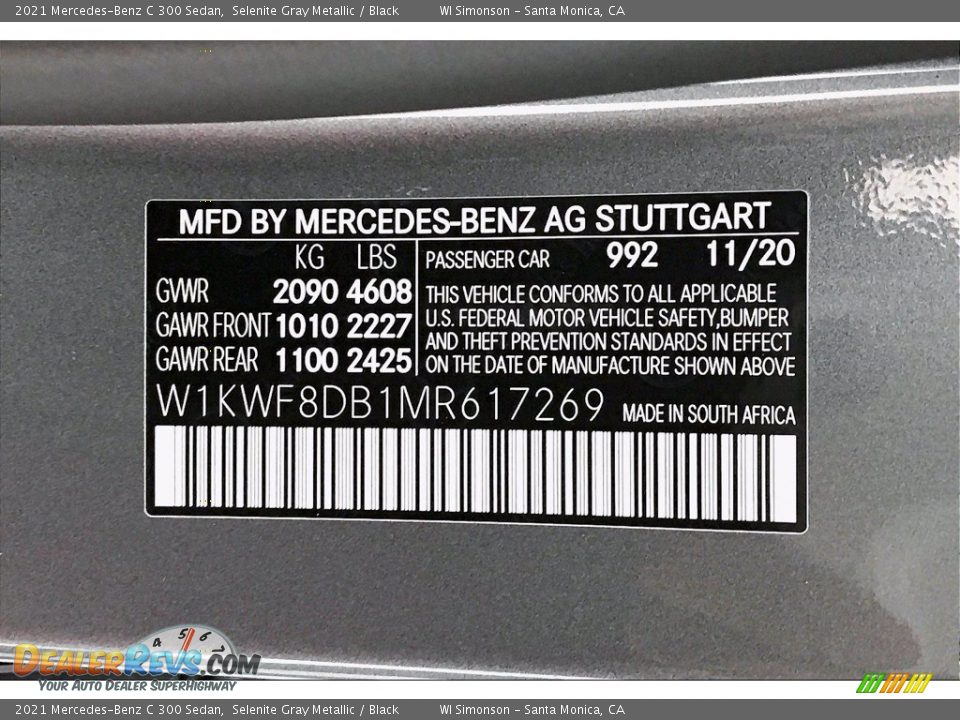 2021 Mercedes-Benz C 300 Sedan, Selenite Gray Metallic / Black WI Simonson - Santa Monica, CA
MFD BY MERCEDES-BENZ AG STUTTGART
KG LBS
GVWR 2090 4608
GAWR FRONT 1010 2227
GAWR REAR 1100 2425
PASSENGER CAR 992 11/20
THIS VEHICLE CONFORMS TO ALL APPLICABLE
U.S. FEDERAL MOTOR VEHICLE SAFETY,BUMPER
AND THEFT PREVENTION STANDARDS IN EFFECT
ON THE DATE OF MANUFACTURE SHOWN ABOVE
W1KWF8DB1MR617269 MADE IN SOUTH AFRICA
4 5 6 7
DEALERREVS.COM
YOUR AUTO DEALER SUPERHIGHWAY
2021 Mercedes-Benz C 300 Sedan, Selenite Gray Metallic / Black WI Simonson - Santa Monica, CA